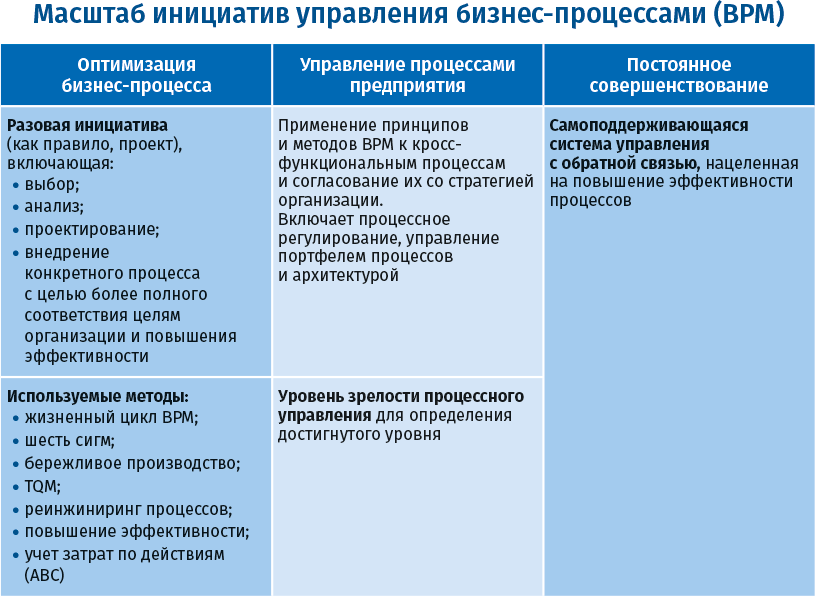 Масштаб инициатив управления бизнес-процессами (BPM)
Оптимизация
бизнес-процесса
Управление процессами
предприятия
Постоянное
совершенствование
Разовая инициатива
(как правило, проект),
включающая:
• выбор;
• анализ;
• проектирование;
• внедрение
конкретного процесса
с целью более полного
соответствия целям
организации и повышения
эффективности
Применение принципов
и методов BPM к кросс-
функциональным процессам
и согласование их со стратегией
организации.
Включает процессное
регулирование, управление
портфелем процессов
и архитектурой
Самоподдерживающаяся
система управления
с обратной связью, нацеленная
на повышение эффективности
процессов
Используемые методы:
• жизненный цикл BPM;
• шесть сигм;
• бережливое производство;
• TQM;
• реинжиниринг процессов;
• повышение эффективности;
• учет затрат по действиям
(ABC)
Уровень зрелости процессного
управления для определения
достигнутого уровня